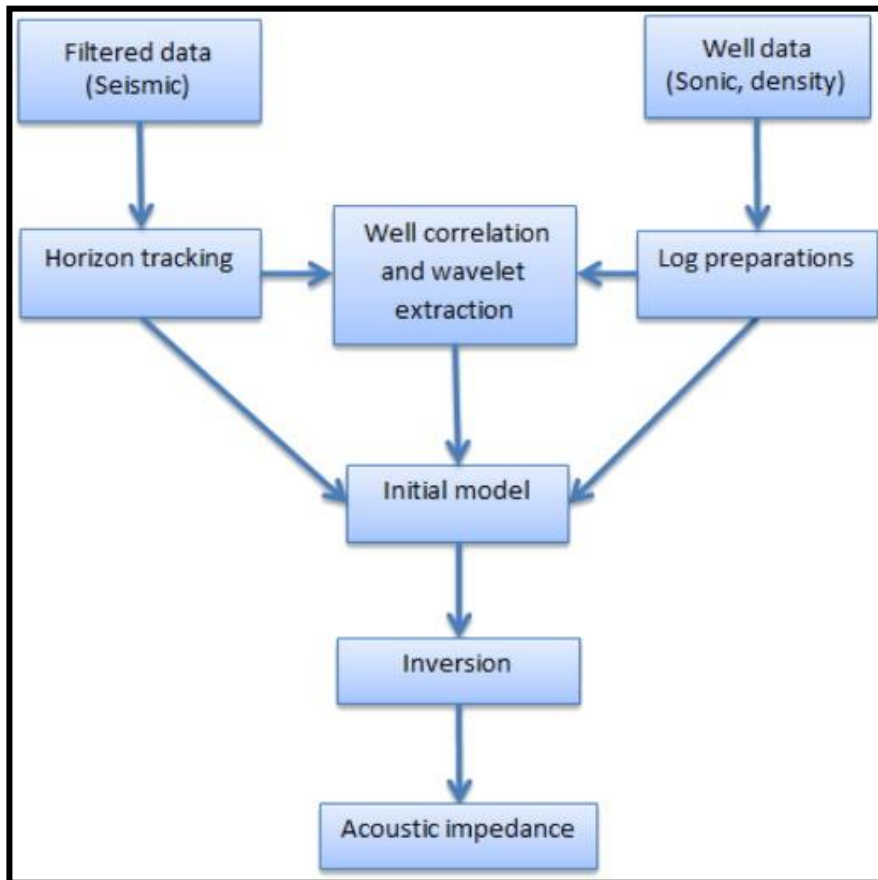 Filtered data
(Seismic)
Well data
(Sonic, density)
Horizon tracking
Well correlation
and wavelet
extraction
Log preparations
Initial model
Inversion
Acoustic impedance